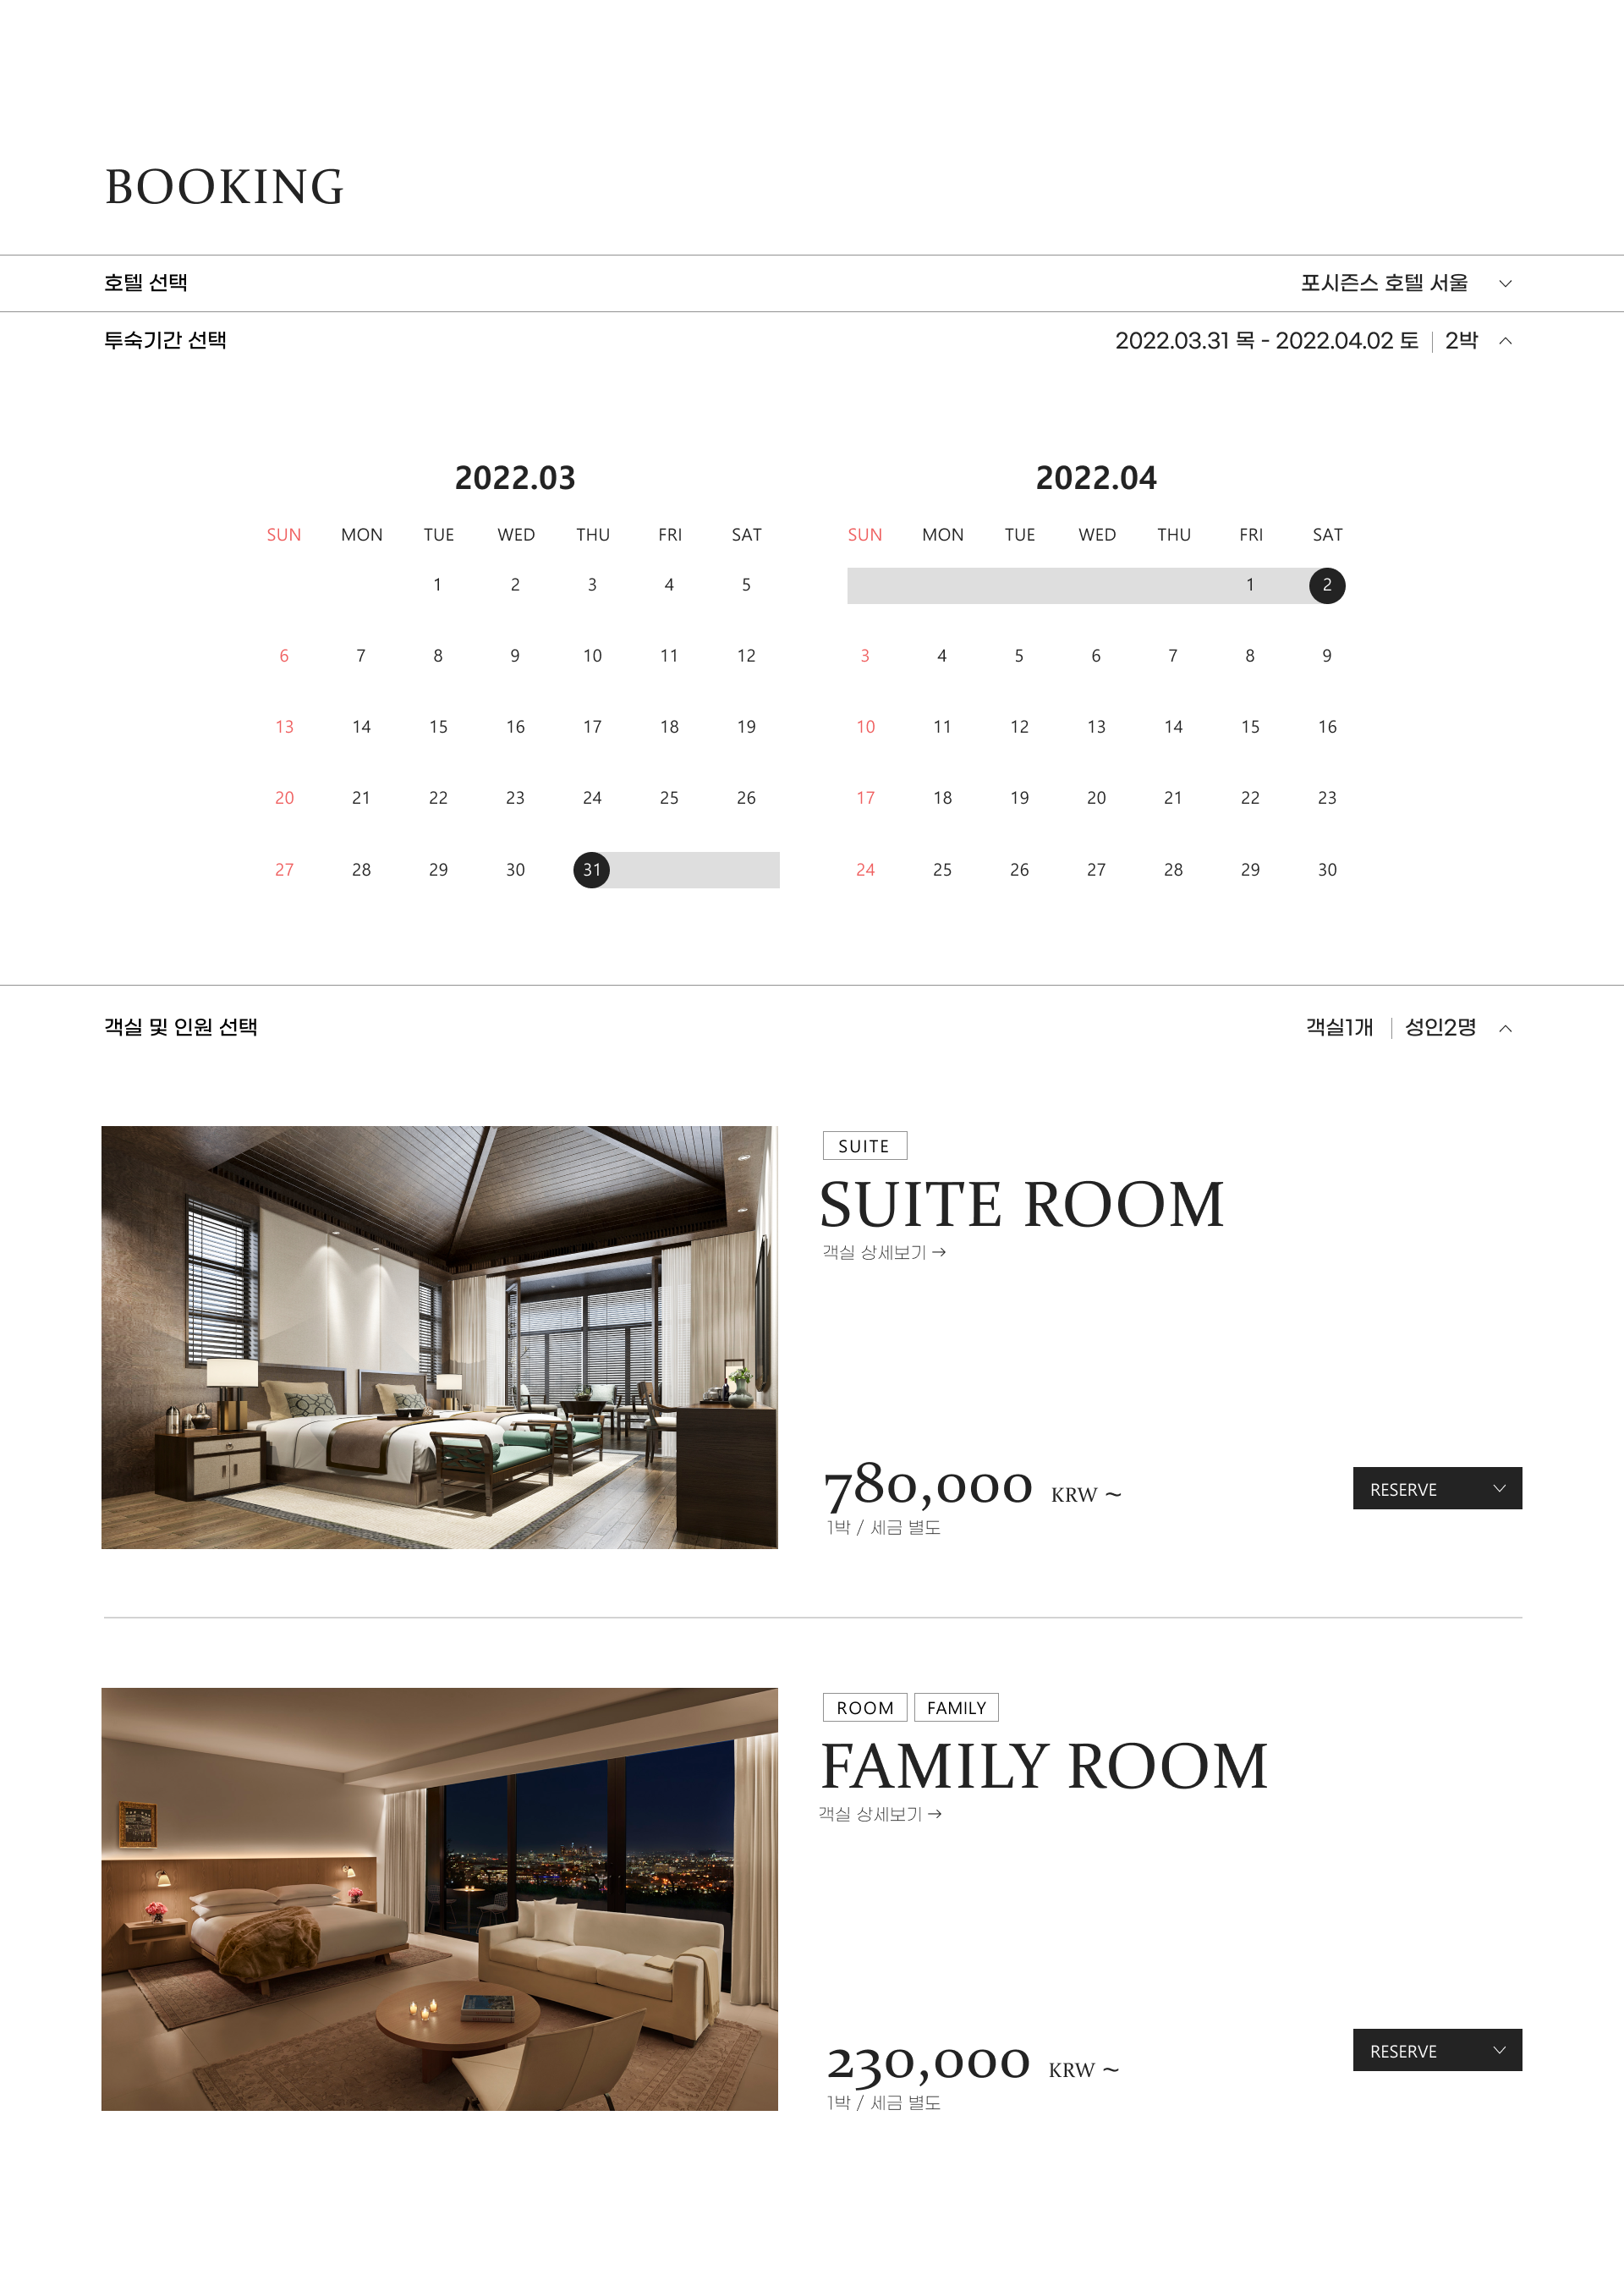 BOOKING
호텔 선택 포시즌스 호텔 서울
투숙기간 선택 2022.03.31 목 - 2022.04.02 토 | 2박
2022.03
SUN MON TUE WED THU FRI SAT
1 2 3 4 5
6 7 8 9 10 11 12
13 14 15 16 17 18 19
20 21 22 23 24 25 26
27 28 29 30 31
2022.04
SUN MON TUE WED THU FRI SAT
1 2
3 4 5 6 7 8 9
10 11 12 13 14 15 16
17 18 19 20 21 22 23
24 25 26 27 28 29 30
객실 및 인원 선택 객실1개 | 성인2명
SUITE
SUITE ROOM
객실 상세보기 →
780,000 KRW ~
1박 / 세금 별도
RESERVE
ROOM FAMILY
FAMILY ROOM
객실 상세보기 →
230,000 KRW ~
1박 / 세금 별도
RESERVE